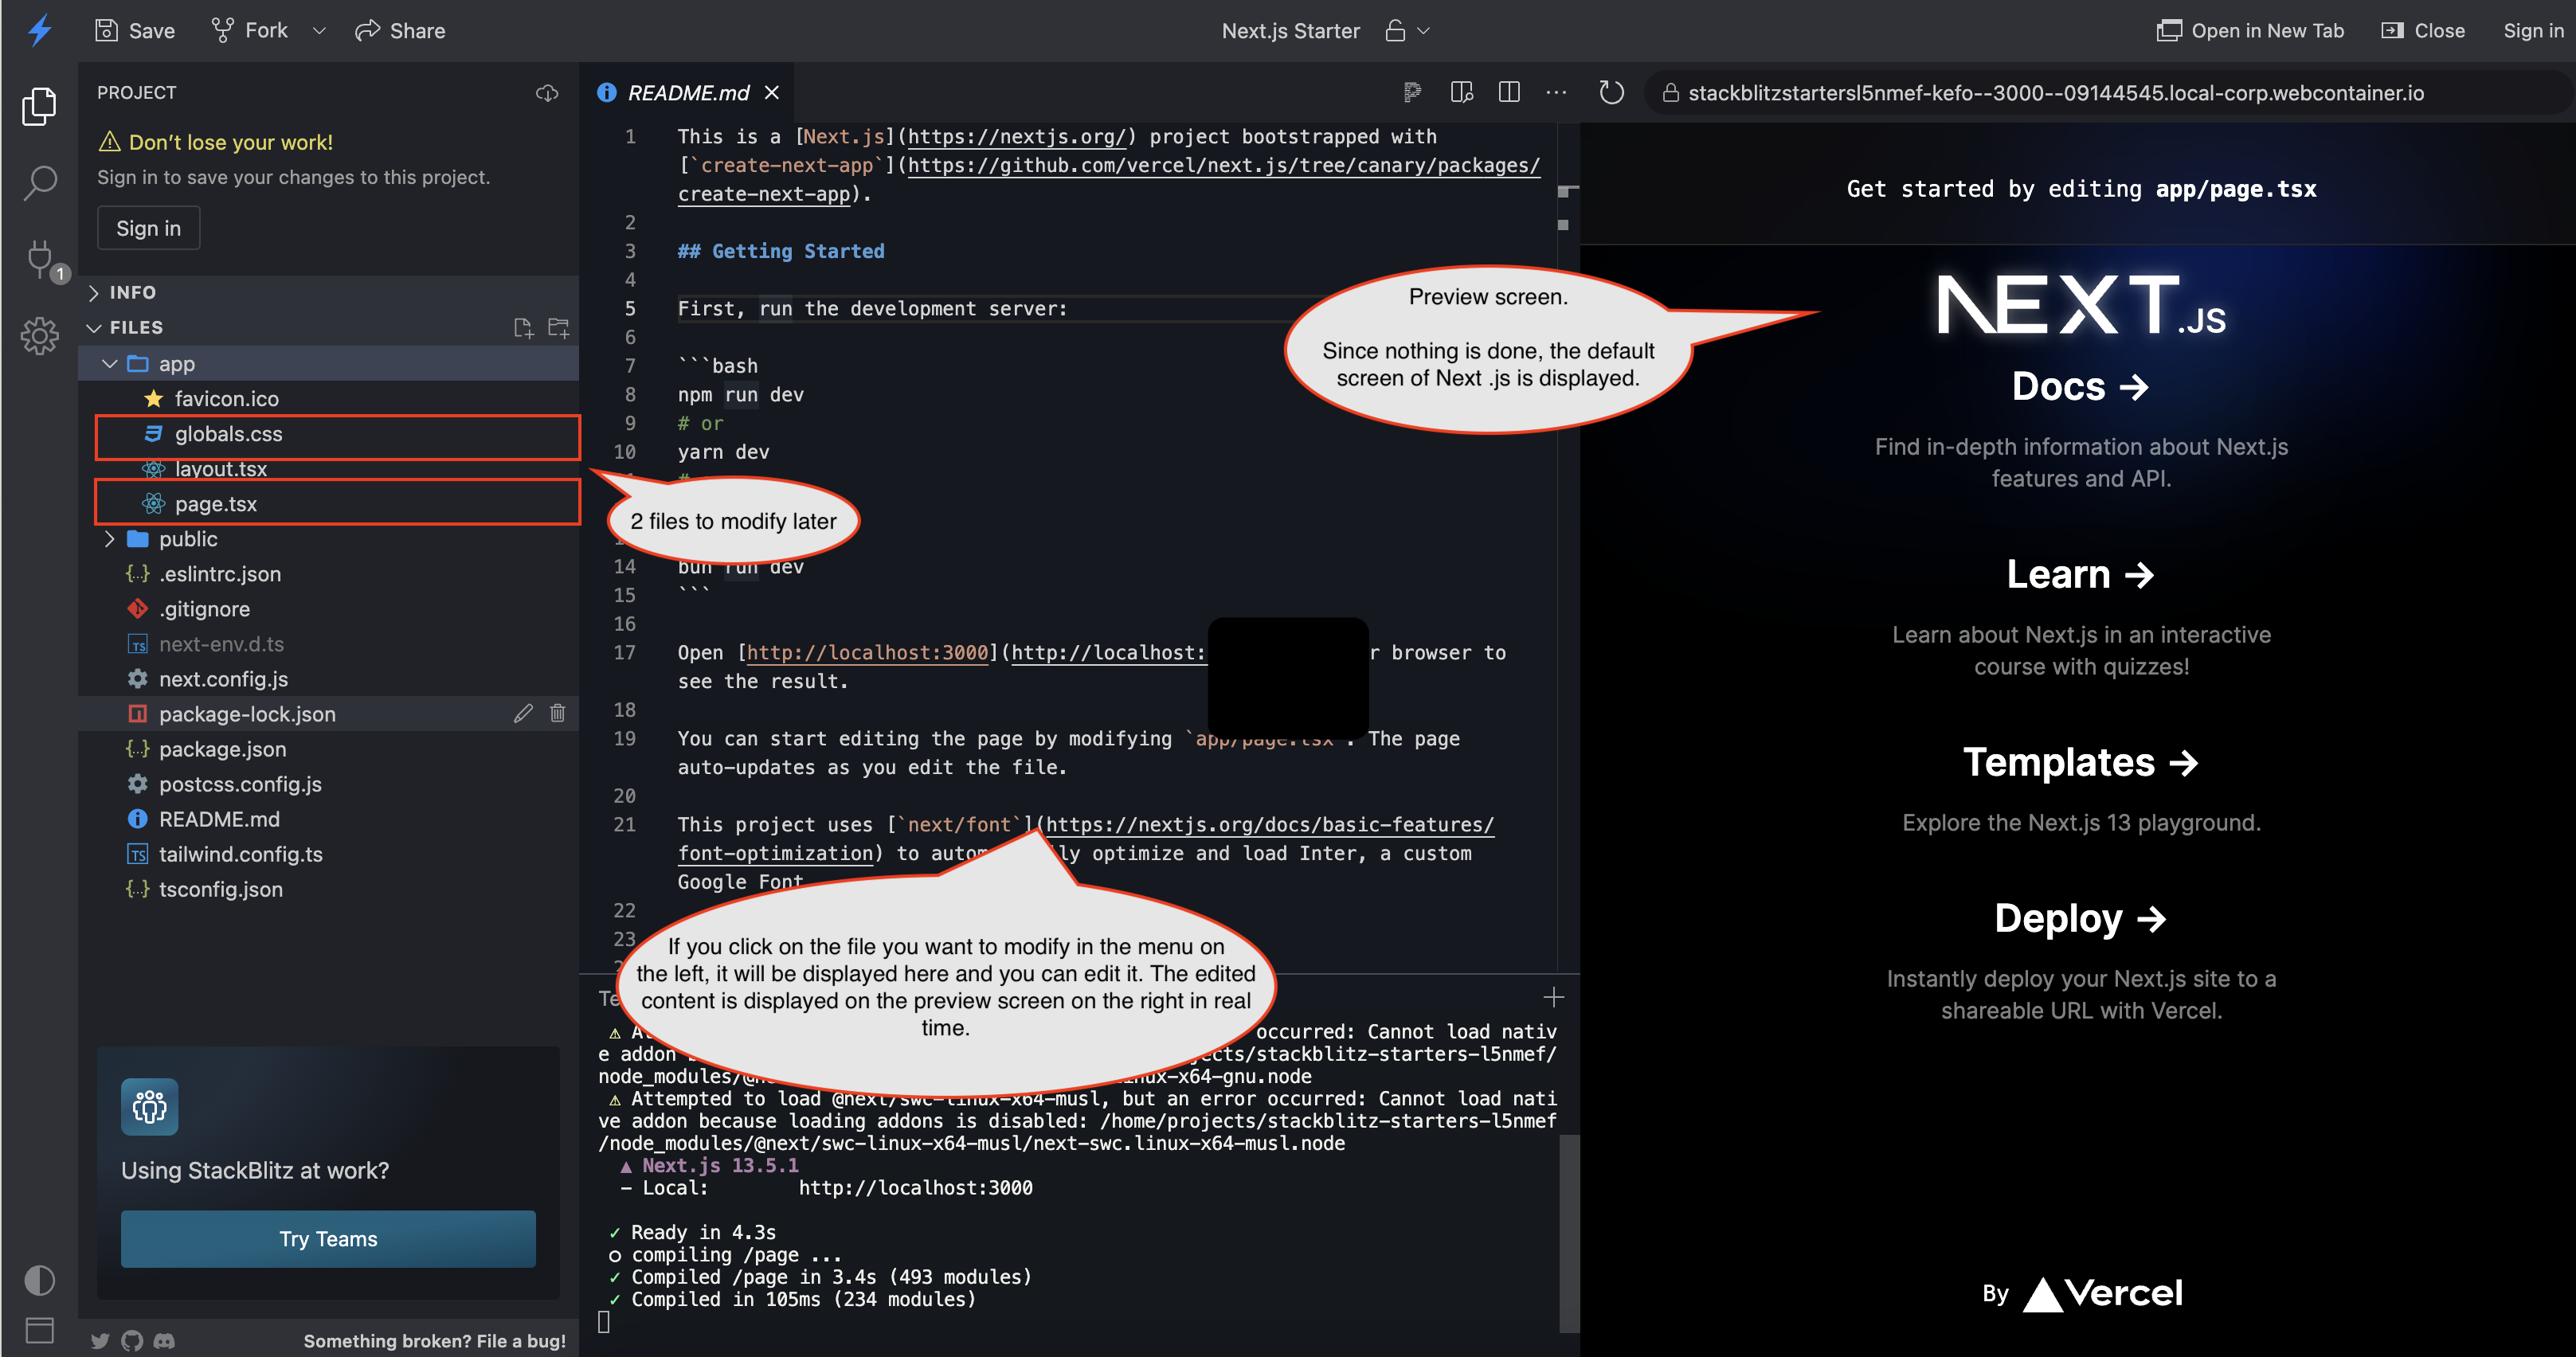 Save
Fork
Share
Next.js Starter
Open in New Tab
Close
Sign in
PROJECT
Don't lose your work!
Sign in to save your changes to this project.
Sign in
1
INFO
FILES
app
favicon.ico
globals.css
layout.tsx
page.tsx
public
{..} .eslintrc.json
.gitignore
TS next-env.d.ts
next.config.js
package-lock.json
{..} package.json
postcss.config.js
README.md
TS tailwind.config.ts
{..} tsconfig.json
Using StackBlitz at work?
Try Teams
Something broken? File a bug!
README.md
1 This is a [Next.js](https://nextjs.org/) project bootstrapped with
[`create-next-app`](https://github.com/vercel/next.js/tree/canary/packages/
create-next-app).
2
3 ## Getting Started
4
5 First, run the development server:
6
7 ```bash
8 npm run dev
9 # or
10 yarn dev
#
14 bun run dev
15 ```
16
17 Open [http://localhost:3000](http://localhost: browser to
see the result.
18
19 You can start editing the page by modifying `app/page.tsx`. The page
auto-updates as you edit the file.
20
21 This project uses [`next/font`](https://nextjs.org/docs/basic-features/
font-optimization) to optimize and load Inter, a custom
Google Font
22
23
2 files to modify later
Preview screen.
Since nothing is done, the default
screen of Next .js is displayed.
If you click on the file you want to modify in the menu on
the left, it will be displayed here and you can edit it. The edited
content is displayed on the preview screen on the right in real
time.
occurred: Cannot load nativ
e addon /stackblitz-starters-l5nmef/
node_modules/ -x64-gnu.node
⚠ Attempted to load @next/swc-linux-x64-musl, but an error occurred: Cannot load nati
ve addon because loading addons is disabled: /home/projects/stackblitz-starters-l5nmef
/node_modules/@next/swc-linux-x64-musl/next-swc.linux-x64-musl.node
▲ Next.js 13.5.1
- Local: http://localhost:3000
✓ Ready in 4.3s
○ compiling /page ...
✓ Compiled /page in 3.4s (493 modules)
✓ Compiled in 105ms (234 modules)
stackblitzstartersl5nmef-kefo--3000--09144545.local-corp.webcontainer.io
Get started by editing app/page.tsx
NEXT.JS
Docs →
Find in-depth information about Next.js
features and API.
Learn →
Learn about Next.js in an interactive
course with quizzes!
Templates →
Explore the Next.js 13 playground.
Deploy →
Instantly deploy your Next.js site to a
shareable URL with Vercel.
By ▲Vercel